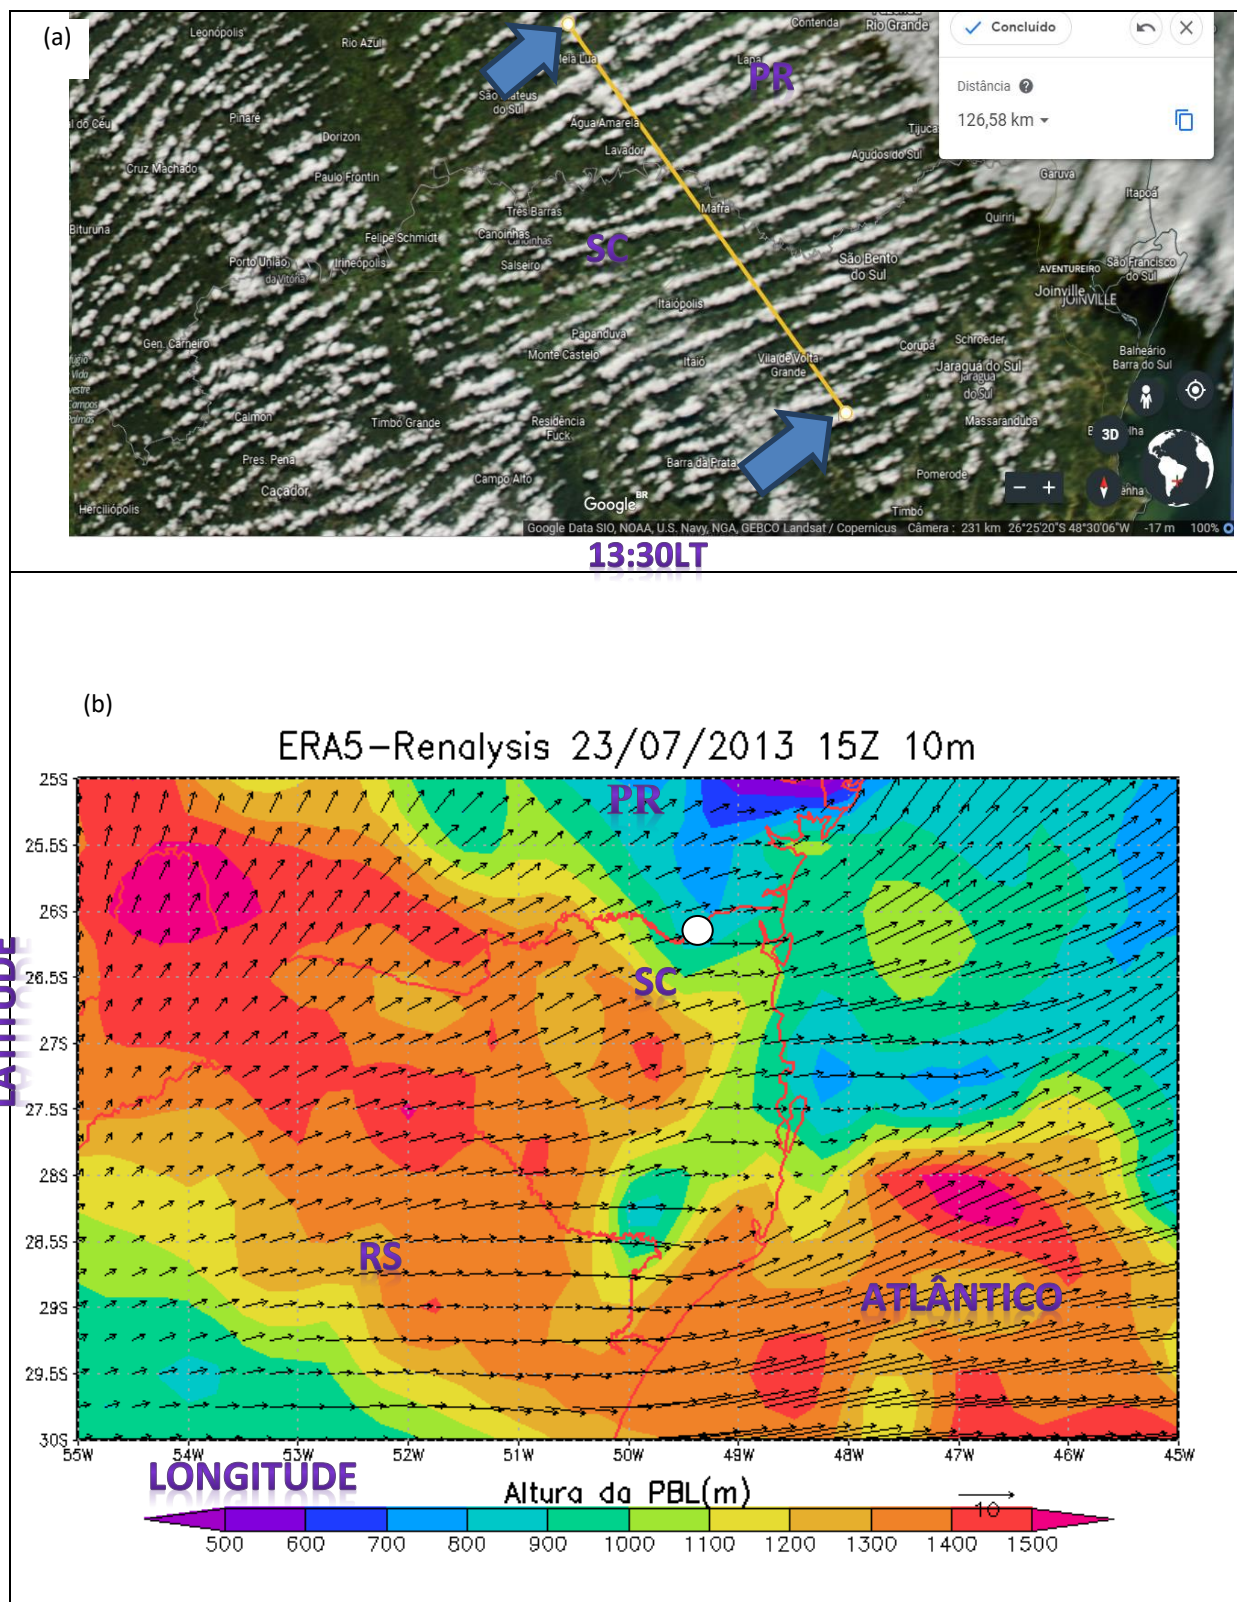 (a)
Leonópolis
Rio Azul
Contenda
Rio Grande
Concluído
Meia Lua
Lapa
PR
Distância
126,58 km
São Mateus
do Sul
Pinaré
Água Amarela
Tijucas
Dorizon
Lavador
Agudos do Sul
Cruz Machado
Paulo Frontin
Garuva
Itapoá
Três Barras
Mafra
Quiriri
Bituruna
Felipe Schmidt
Canoinhas
Canoinhas
SC
Porto União
da Vitória
Irineópolis
Salseiro
São Bento
do Sul
AVENTUREIRO
São Francisco
do Sul
Joinville
JOINVILLE
Itaiópolis
Gen. Carneiro
Papanduva
Monte Castelo
Itaió
Vila de Volta
Grande
Corupá
Schroeder
Jaraguá do Sul
Jaraguá
do Sul
Balneário
Barra do Sul
Calmon
Timbó Grande
Residência
Fuck
Massaranduba
3D
Pres. Pena
Caçador
Campo Alto
Barra da Prata
Pomerode
Herciliópolis
Google BR
Timbó
Google Data SIO, NOAA, U.S. Navy, NGA, GEBCO Landsat / Copernicus Câmera : 231 km 26°25'20"S 48°30'06"W -17 m 100%
13:30LT
(b)
ERA5-Renalysis 23/07/2013 15Z 10m
25S
PR
25.5S
26S
SC
26.5S
LATITUDE
27S
27.5S
28S
28.5S
RS
ATLÂNTICO
29S
29.5S
30S
55W 54W 53W 52W 51W 50W 49W 48W 47W 46W 45W
LONGITUDE
Altura da PBL(m)
10
500 600 700 800 900 1000 1100 1200 1300 1400 1500